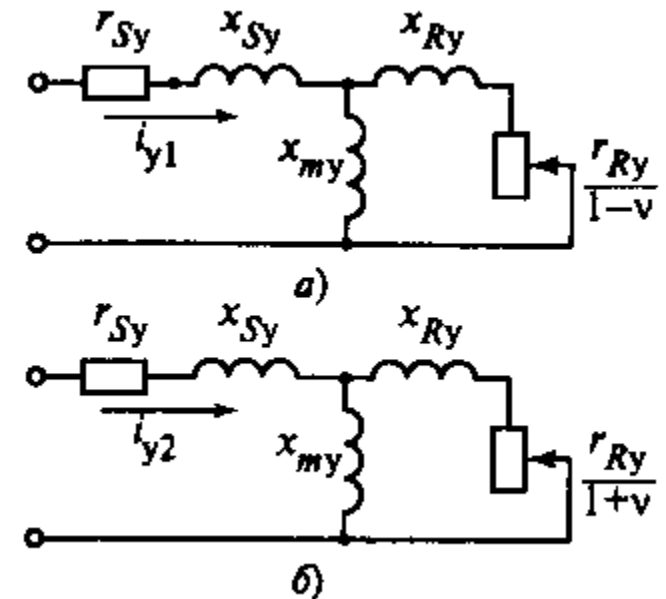 r_Sy x_Sy x_Ry
i_y1 x_my r_Ry/1−ν
а)
r_Sy x_Sy x_Ry
i_y2 x_my r_Ry/1+ν
б)